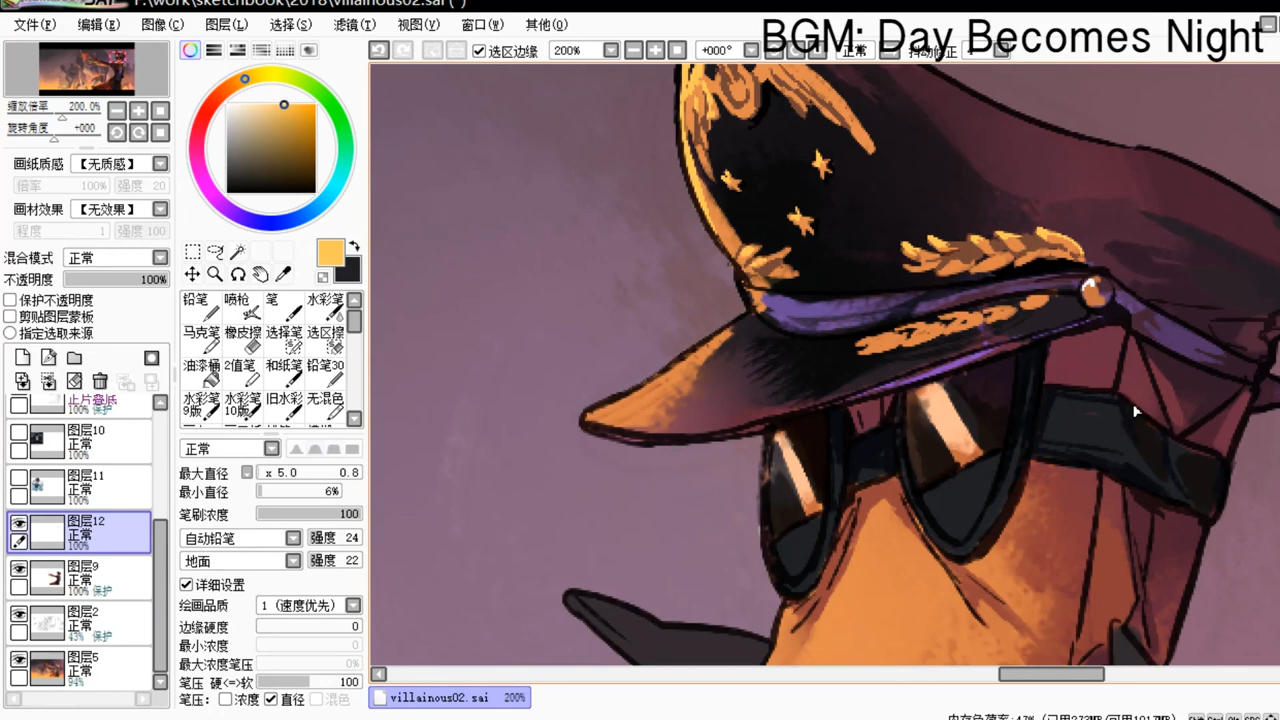 F:\work\sketchbook\2018\villainous02.sai (*)
BGM: Day Becomes Night
文件(F) 编辑(E) 图像(C) 图层(L) 选择(S) 滤镜(T) 视图(V) 窗口(W) 其他(O)
选区边缘 200% +000° 正常 抖动修正 4
缩放倍率 200.0%
旋转角度 +000
画纸质感 【无质感】
倍率 100% 强度 20
画材效果 【无效果】
程度 1 强度 100
混合模式 正常
不透明度 100%
保护不透明度
剪贴图层蒙板
指定选取来源
100% 保护
图层10
正常
100%
图层11
正常
100%
图层12
正常
100%
图层9
正常
100% 保护
图层2
正常
43% 保护
图层5
正常
94%
铅笔 喷枪 笔 水彩笔
马克笔 橡皮擦 选择笔 选区擦
油漆桶 2值笔 和纸笔 铅笔30
水彩笔9版 水彩笔10版 旧水彩 无混色
正常
最大直径 x 5.0 0.8
最小直径 6%
笔刷浓度 100
自动铅笔 强度 24
地面 强度 22
详细设置
绘画品质 1 (速度优先)
边缘硬度 0
最小浓度 0
最大浓度笔压 0%
笔压 硬<=>软 100
笔压: 浓度 直径 混色
villainous02.sai 200%